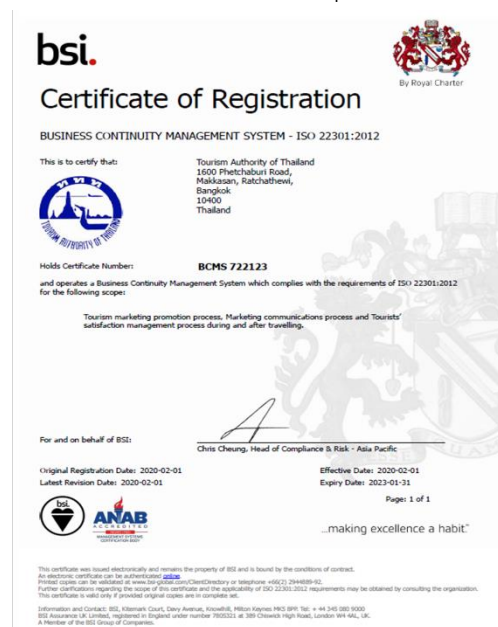 bsi.
By Royal Charter
Certificate of Registration
BUSINESS CONTINUITY MANAGEMENT SYSTEM - ISO 22301:2012
This is to certify that:
Tourism Authority of Thailand
1600 Phetchaburi Road,
Makkasan, Ratchathewi,
Bangkok
10400
Thailand
ททท
TOURISM AUTHORITY OF THAILAND
Holds Certificate Number:
BCMS 722123
and operates a Business Continuity Management System which complies with the requirements of ISO 22301:2012
for the following scope:
Tourism marketing promotion process, Marketing communications process and Tourists'
satisfaction management process during and after travelling.
For and on behalf of BSI:
Chris Cheung, Head of Compliance & Risk - Asia Pacific
Original Registration Date: 2020-02-01
Effective Date: 2020-02-01
Latest Revision Date: 2020-02-01
Expiry Date: 2023-01-31
Page: 1 of 1
bsi.
ANAB
ACCREDITED
MANAGEMENT SYSTEMS
CERTIFICATION BODY
...making excellence a habit.™
This certificate was issued electronically and remains the property of BSI and is bound by the conditions of contract.
An electronic certificate can be authenticated online.
Printed copies can be validated at www.bsi-global.com/ClientDirectory or telephone +66(2) 2944889-92.
Further clarifications regarding the scope of this certificate and the applicability of ISO 22301:2012 requirements may be obtained by consulting the organization.
This certificate is valid only if provided original copies are in complete set.
Information and Contact: BSI, Kitemark Court, Davy Avenue, Knowlhill, Milton Keynes MK5 8PP. Tel: + 44 345 080 9000
BSI Assurance UK Limited, registered in England under number 7805321 at 389 Chiswick High Road, London W4 4AL, UK.
A Member of the BSI Group of Companies.